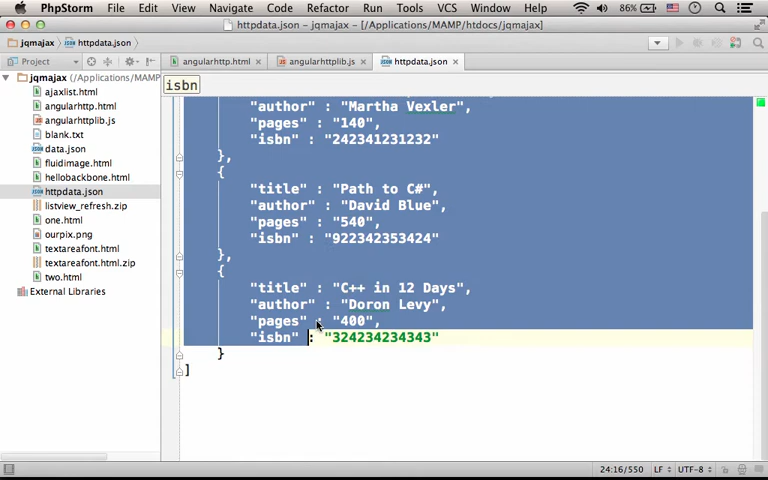 PhpStorm File Edit View Navigate Code Refactor Run Tools VCS Window Help 86%
httpdata.json - jqmajax - [/Applications/MAMP/htdocs/jqmajax]
jqmajax httpdata.json
Project angularhttp.html angularhttplib.js httpdata.json
jqmajax (/Applications/MAMP
ajaxlist.html
angularhttp.html
angularhttplib.js
blank.txt
data.json
fluidimage.html
hellobackbone.html
httpdata.json
listview_refresh.zip
one.html
ourpix.png
textareafont.html
textareafont.html.zip
two.html
External Libraries
isbn
"author" : "Martha Vexler",
"pages" : "140",
"isbn" : "242341231232"
},
{
"title" : "Path to C#",
"author" : "David Blue",
"pages" : "540",
"isbn" : "922342353424"
},
{
"title" : "C++ in 12 Days",
"author" : "Doron Levy",
"pages" : "400",
"isbn" : "324234234343"
}
]
24:16/550 LF UTF-8